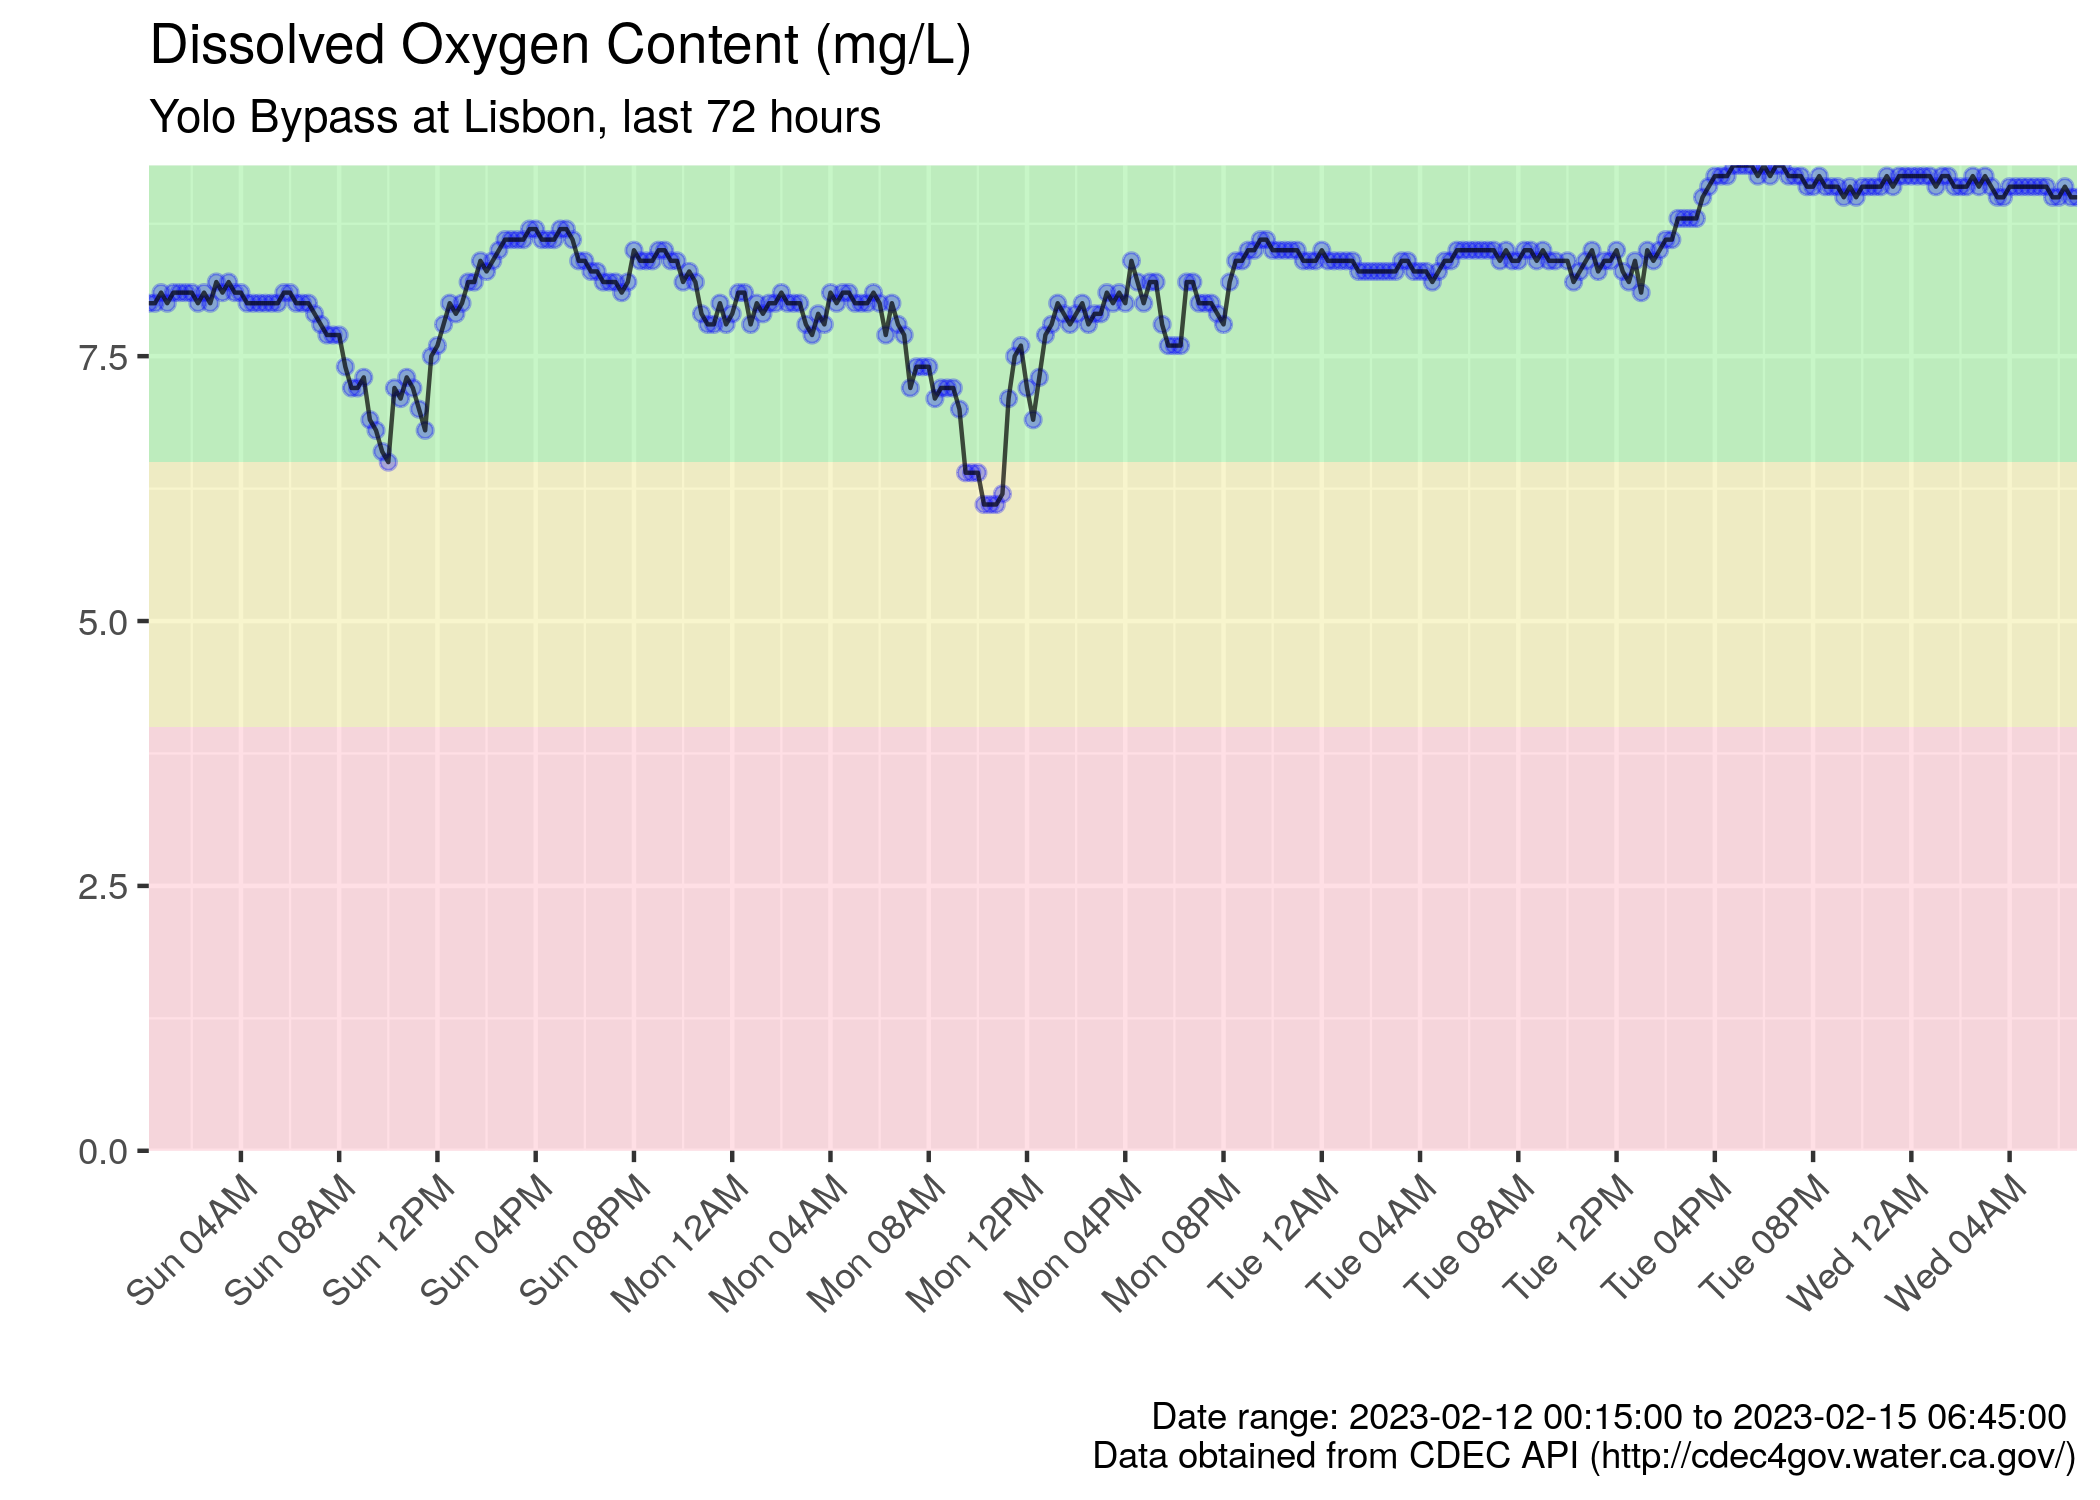 Dissolved Oxygen Content (mg/L)
Yolo Bypass at Lisbon, last 72 hours
7.5
5.0
2.5
0.0
Sun 04AM
Sun 08AM
Sun 12PM
Sun 04PM
Sun 08PM
Mon 12AM
Mon 04AM
Mon 08AM
Mon 12PM
Mon 04PM
Mon 08PM
Tue 12AM
Tue 04AM
Tue 08AM
Tue 12PM
Tue 04PM
Tue 08PM
Wed 12AM
Wed 04AM
Date range: 2023-02-12 00:15:00 to 2023-02-15 06:45:00
Data obtained from CDEC API (http://cdec4gov.water.ca.gov/)